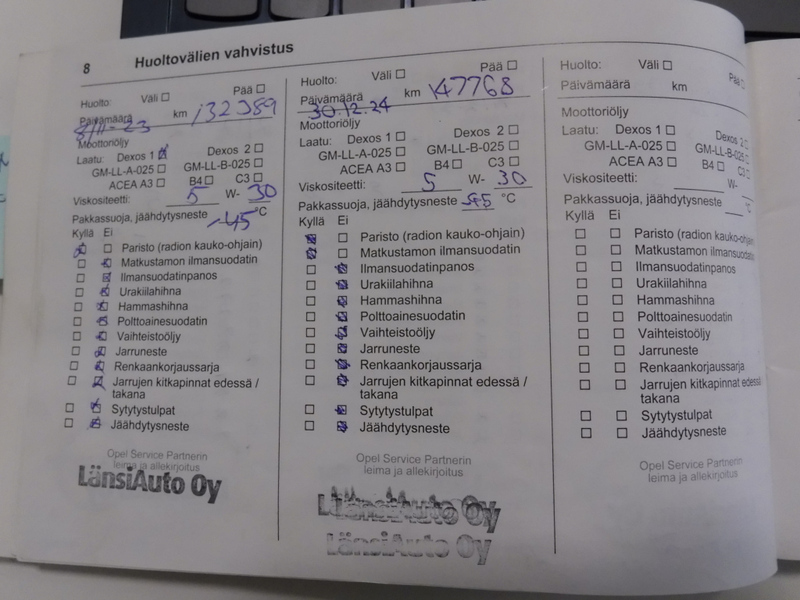 8 Huoltovälien vahvistus
Huolto: Väli ☐ Pää ☐
Päivämäärä km 132389
8/11-23
Moottoriöljy
Laatu: Dexos 1 ☒ Dexos 2 ☐
GM-LL-A-025 ☐ GM-LL-B-025 ☐
ACEA A3 ☐ B4 ☐ C3 ☐
Viskositeetti: 5 W- 30
Pakkassuoja, jäähdytysneste -45 °C
Kyllä Ei
☒ ☐ Paristo (radion kauko-ohjain)
☐ ☒ Matkustamon ilmansuodatin
☐ ☒ Ilmansuodatinpanos
☐ ☒ Urakiilahihna
☐ ☒ Hammashihna
☐ ☒ Polttoainesuodatin
☐ ☒ Vaihteistoöljy
☐ ☒ Jarruneste
☐ ☒ Renkaankorjaussarja
☐ ☒ Jarrujen kitkapinnat edessä /
takana
☐ ☒ Sytytystulpat
☐ ☒ Jäähdytysneste
Opel Service Partnerin
leima ja allekirjoitus
LänsiAuto Oy
Huolto: Väli ☐ Pää ☐
Päivämäärä km 147768
30.12.24
Moottoriöljy
Laatu: Dexos 1 ☐ Dexos 2 ☐
GM-LL-A-025 ☐ GM-LL-B-025 ☐
ACEA A3 ☐ B4 ☐ C3 ☐
Viskositeetti: 5 W- 30
Pakkassuoja, jäähdytysneste °C
Kyllä Ei
☒ ☐ Paristo (radion kauko-ohjain)
☒ ☐ Matkustamon ilmansuodatin
☐ ☒ Ilmansuodatinpanos
☐ ☒ Urakiilahihna
☐ ☒ Hammashihna
☐ ☒ Polttoainesuodatin
☐ ☒ Vaihteistoöljy
☐ ☒ Jarruneste
☐ ☒ Renkaankorjaussarja
☐ ☒ Jarrujen kitkapinnat edessä /
takana
☐ ☒ Sytytystulpat
☐ ☒ Jäähdytysneste
Opel Service Partnerin
leima ja allekirjoitus
LänsiAuto Oy
LänsiAuto Oy
Huolto: Väli ☐ Pää ☐
Päivämäärä km
Moottoriöljy
Laatu: Dexos 1 ☐ Dexos 2 ☐
GM-LL-A-025 ☐ GM-LL-B-025 ☐
ACEA A3 ☐ B4 ☐ C3 ☐
Viskositeetti: W-
Pakkassuoja, jäähdytysneste °C
Kyllä Ei
☐ ☐ Paristo (radion kauko-ohjain)
☐ ☐ Matkustamon ilmansuodatin
☐ ☐ Ilmansuodatinpanos
☐ ☐ Urakiilahihna
☐ ☐ Hammashihna
☐ ☐ Polttoainesuodatin
☐ ☐ Vaihteistoöljy
☐ ☐ Jarruneste
☐ ☐ Renkaankorjaussarja
☐ ☐ Jarrujen kitkapinnat edessä /
takana
☐ ☐ Sytytystulpat
☐ ☐ Jäähdytysneste
Opel Service Partnerin
leima ja allekirjoitus